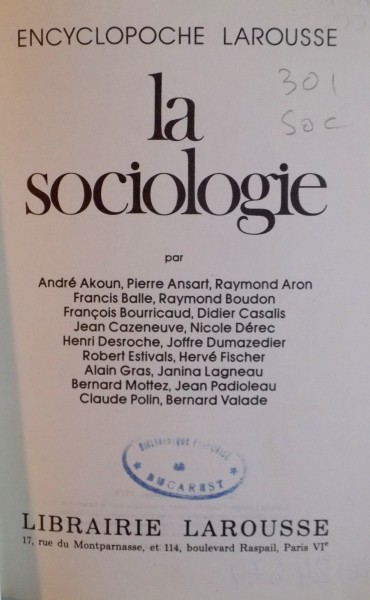 ENCYCLOPOCHE LAROUSSE
301
Soc
la
sociologie
par
André Akoun, Pierre Ansart, Raymond Aron
Francis Balle, Raymond Boudon
François Bourricaud, Didier Casalis
Jean Cazeneuve, Nicole Dérec
Henri Desroche, Joffre Dumazedier
Robert Estivals, Hervé Fischer
Alain Gras, Janina Lagneau
Bernard Mottez, Jean Padioleau
Claude Polin, Bernard Valade
BIBLIOTHEQUE FRANÇAISE
BUCAREST
LIBRAIRIE LAROUSSE
17, rue du Montparnasse, et 114, boulevard Raspail, Paris VIe